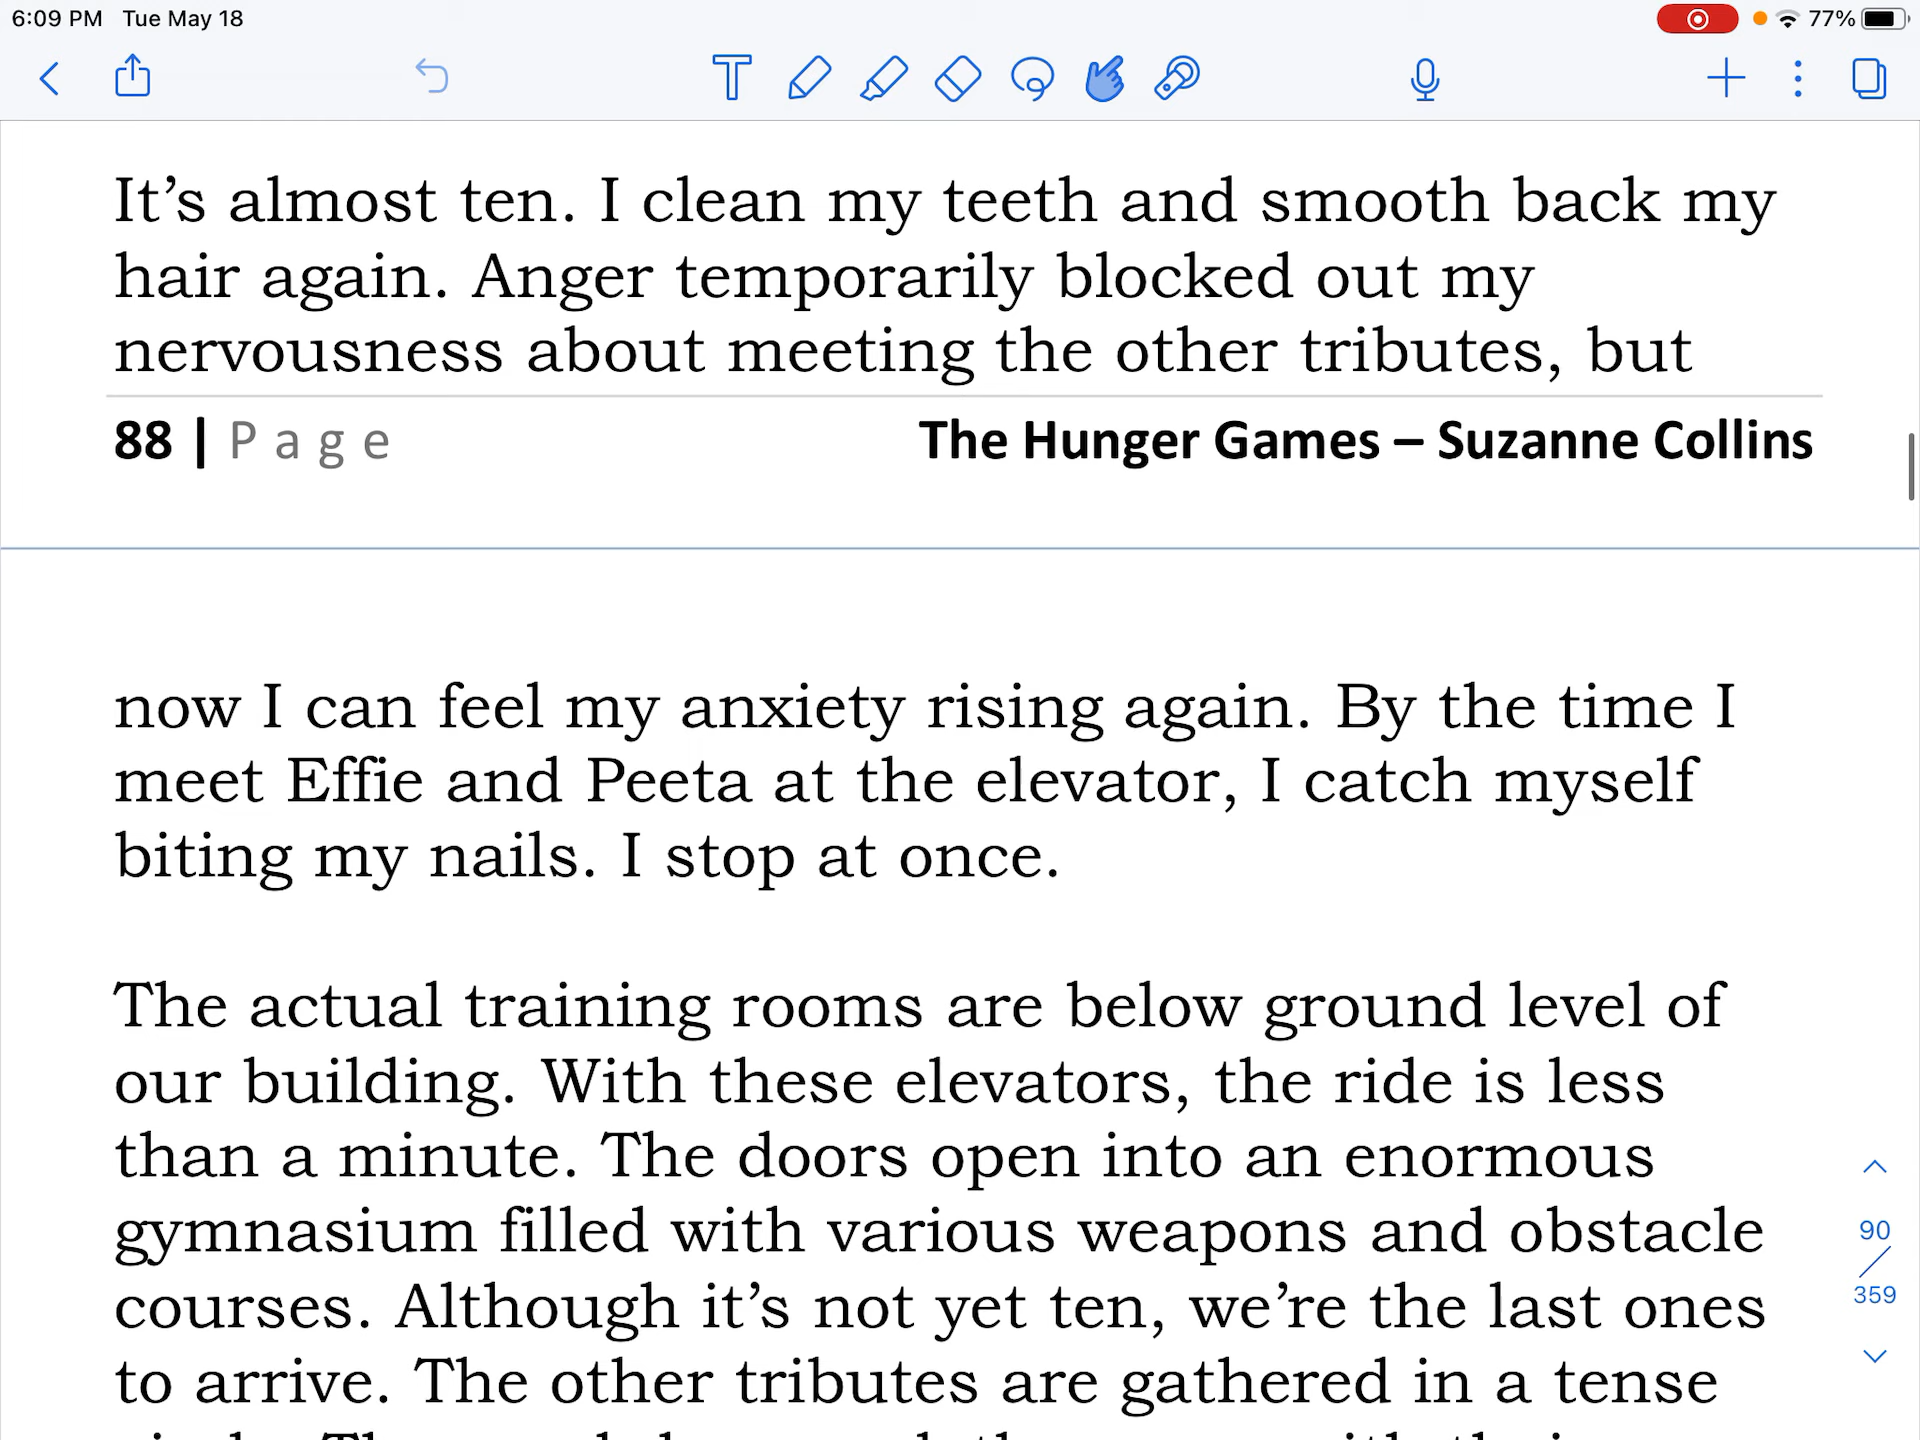 6:09 PM Tue May 18
77%
It’s almost ten. I clean my teeth and smooth back my
hair again. Anger temporarily blocked out my
nervousness about meeting the other tributes, but
88 | Page
The Hunger Games – Suzanne Collins
now I can feel my anxiety rising again. By the time I
meet Effie and Peeta at the elevator, I catch myself
biting my nails. I stop at once.
The actual training rooms are below ground level of
our building. With these elevators, the ride is less
than a minute. The doors open into an enormous
gymnasium filled with various weapons and obstacle
courses. Although it’s not yet ten, we’re the last ones
to arrive. The other tributes are gathered in a tense
90
359